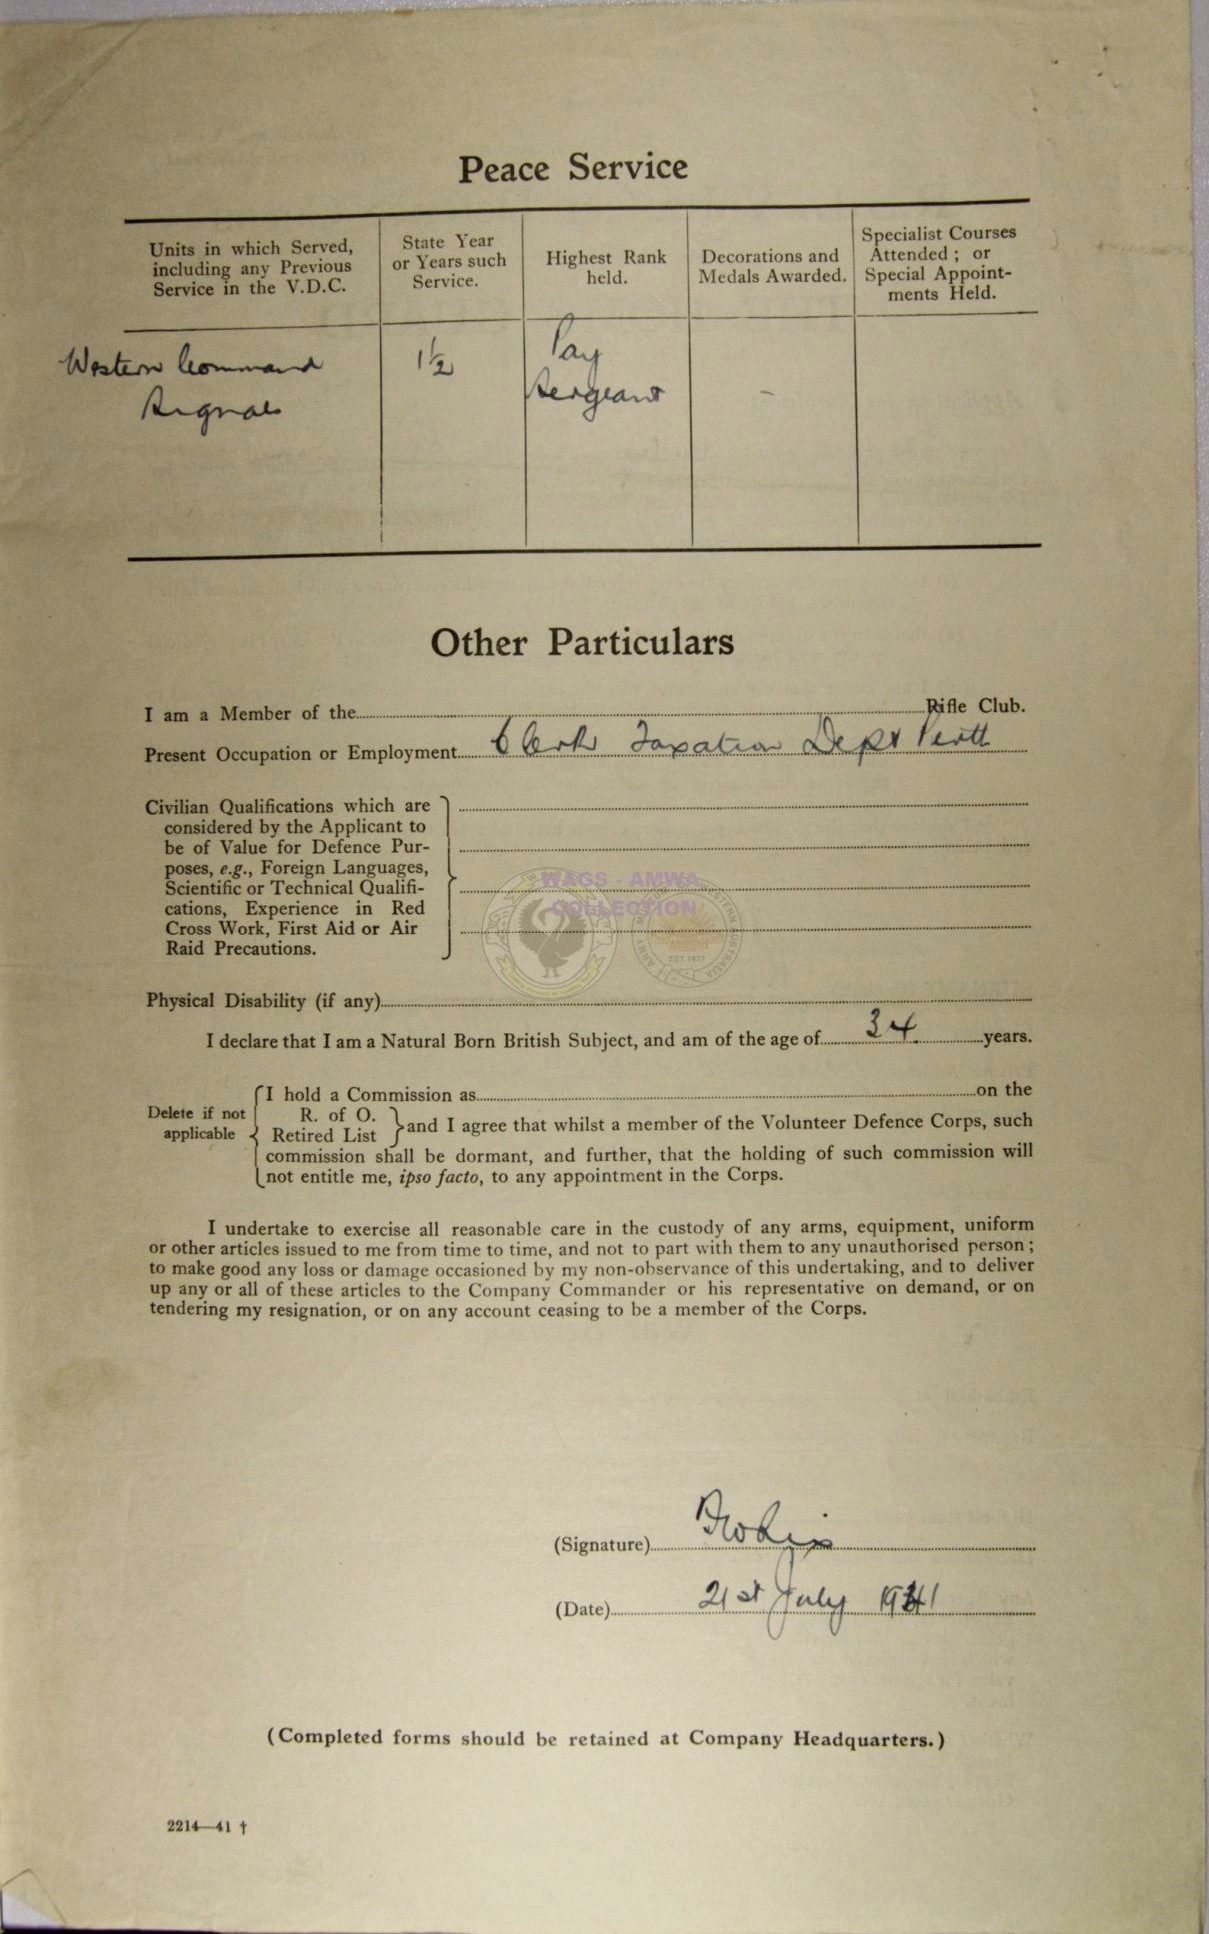 Peace Service
Units in which Served, including any Previous Service in the V.D.C.
State Year or Years such Service.
Highest Rank held.
Decorations and Medals Awarded.
Specialist Courses Attended ; or Special Appoint-ments Held.
Western Command
Signals
1½
Pay
Sergeant
-
Other Particulars
I am a Member of the Rifle Club.
Present Occupation or Employment Clerk Taxation Dept Perth
Civilian Qualifications which are
considered by the Applicant to
be of Value for Defence Pur-
poses, e.g., Foreign Languages,
Scientific or Technical Qualifi-
cations, Experience in Red
Cross Work, First Aid or Air
Raid Precautions.
WAGS - AMWA
COLLECTION
EST 1977
Physical Disability (if any)
I declare that I am a Natural Born British Subject, and am of the age of 34 years.
Delete if not
applicable
I hold a Commission as on the
R. of O.
Retired List
and I agree that whilst a member of the Volunteer Defence Corps, such
commission shall be dormant, and further, that the holding of such commission will
not entitle me, ipso facto, to any appointment in the Corps.
I undertake to exercise all reasonable care in the custody of any arms, equipment, uniform
or other articles issued to me from time to time, and not to part with them to any unauthorised person ;
to make good any loss or damage occasioned by my non-observance of this undertaking, and to deliver
up any or all of these articles to the Company Commander or his representative on demand, or on
tendering my resignation, or on any account ceasing to be a member of the Corps.
(Signature)
(Date) 21st July 1941
(Completed forms should be retained at Company Headquarters.)
2214—41 †